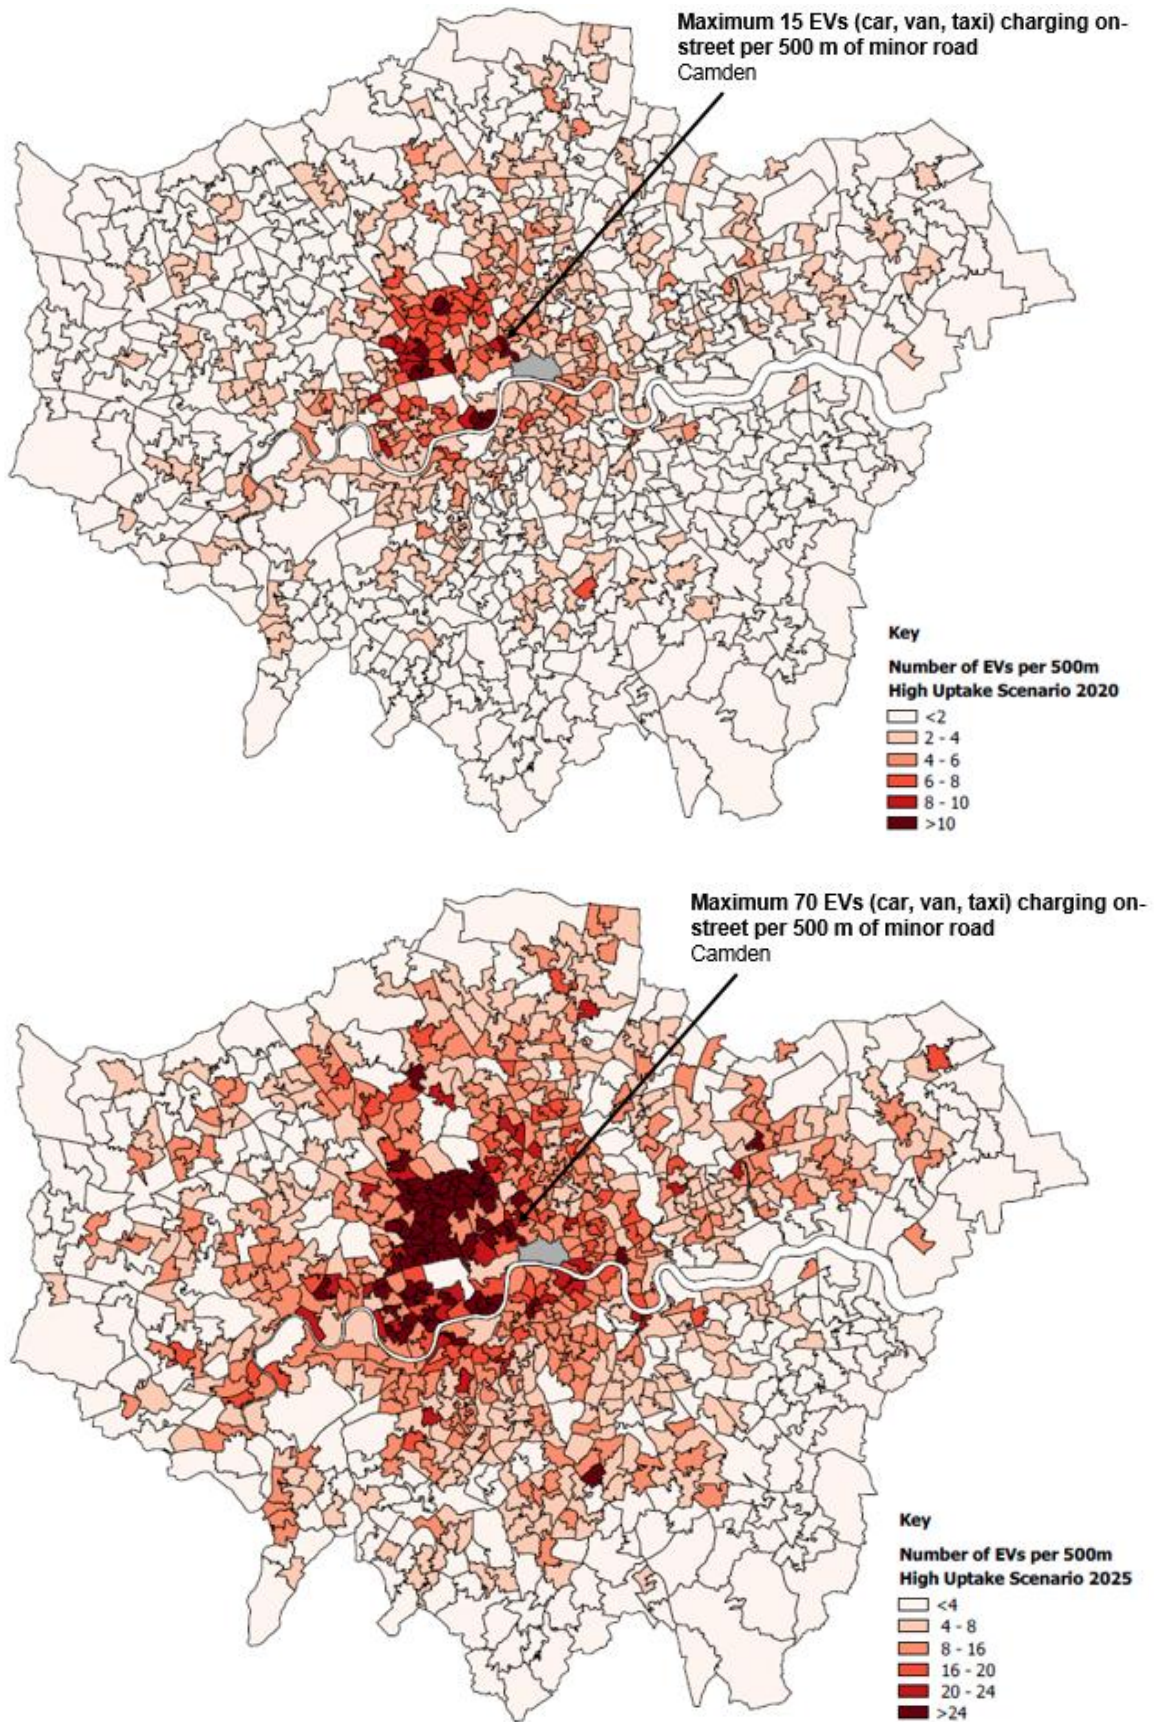 Maximum 15 EVs (car, van, taxi) charging on-
street per 500 m of minor road
Camden
Key
Number of EVs per 500m
High Uptake Scenario 2020
<2
2 - 4
4 - 6
6 - 8
8 - 10
>10
Maximum 70 EVs (car, van, taxi) charging on-
street per 500 m of minor road
Camden
Key
Number of EVs per 500m
High Uptake Scenario 2025
<4
4 - 8
8 - 16
16 - 20
20 - 24
>24